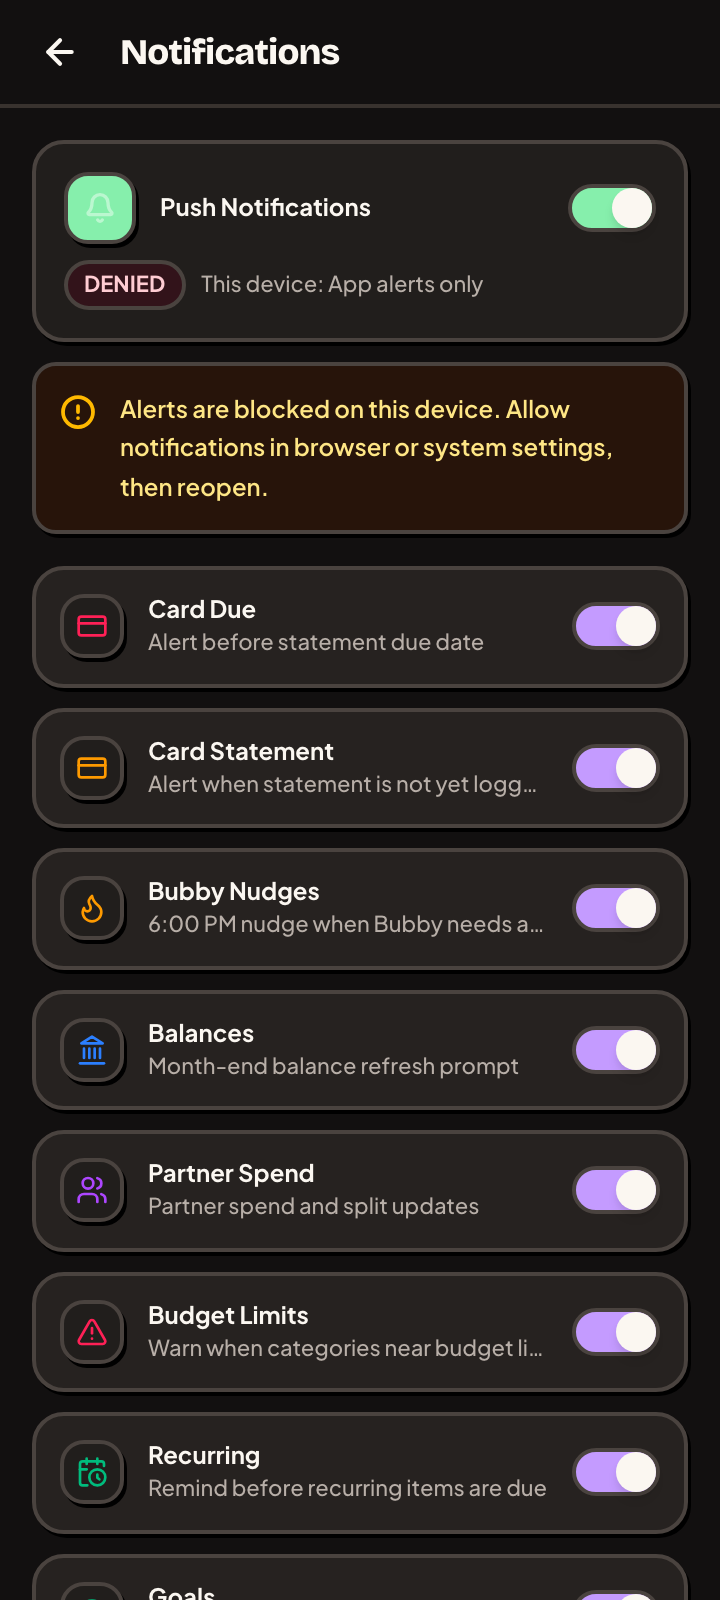 Notifications
Push Notifications
DENIED This device: App alerts only
Alerts are blocked on this device. Allow
notifications in browser or system settings,
then reopen.
Card Due
Alert before statement due date
Card Statement
Alert when statement is not yet logg...
Bubby Nudges
6:00 PM nudge when Bubby needs a...
Balances
Month-end balance refresh prompt
Partner Spend
Partner spend and split updates
Budget Limits
Warn when categories near budget li...
Recurring
Remind before recurring items are due
Goals